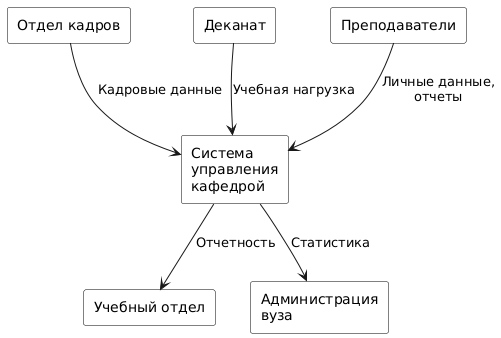 Отдел кадров
Деканат
Преподаватели
Кадровые данные
Учебная нагрузка
Личные данные,
отчеты
Система
управления
кафедрой
Отчетность
Статистика
Учебный отдел
Администрация
вуза